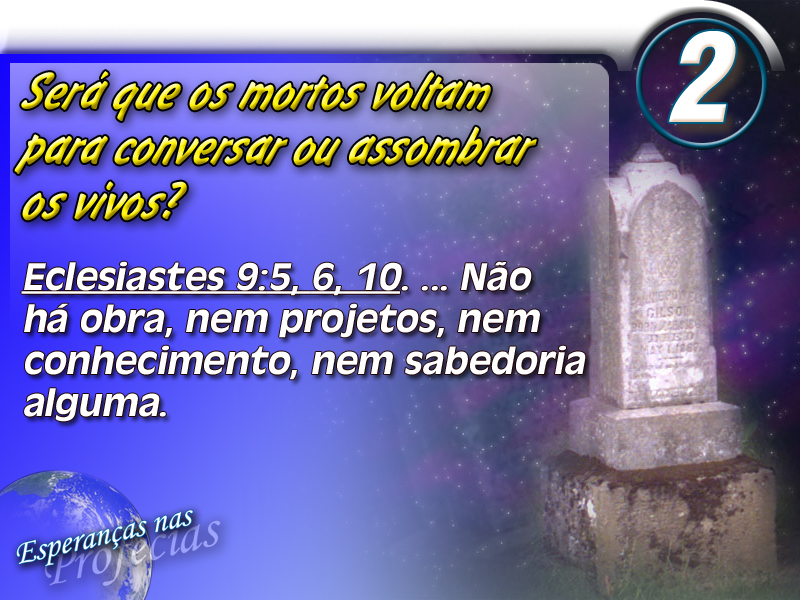 2
Será que os mortos voltam
para conversar ou assombrar
os vivos?
Eclesiastes 9:5, 6, 10. ... Não
há obra, nem projetos, nem
conhecimento, nem sabedoria
alguma.
GILSON
Esperanças nas
Profecias